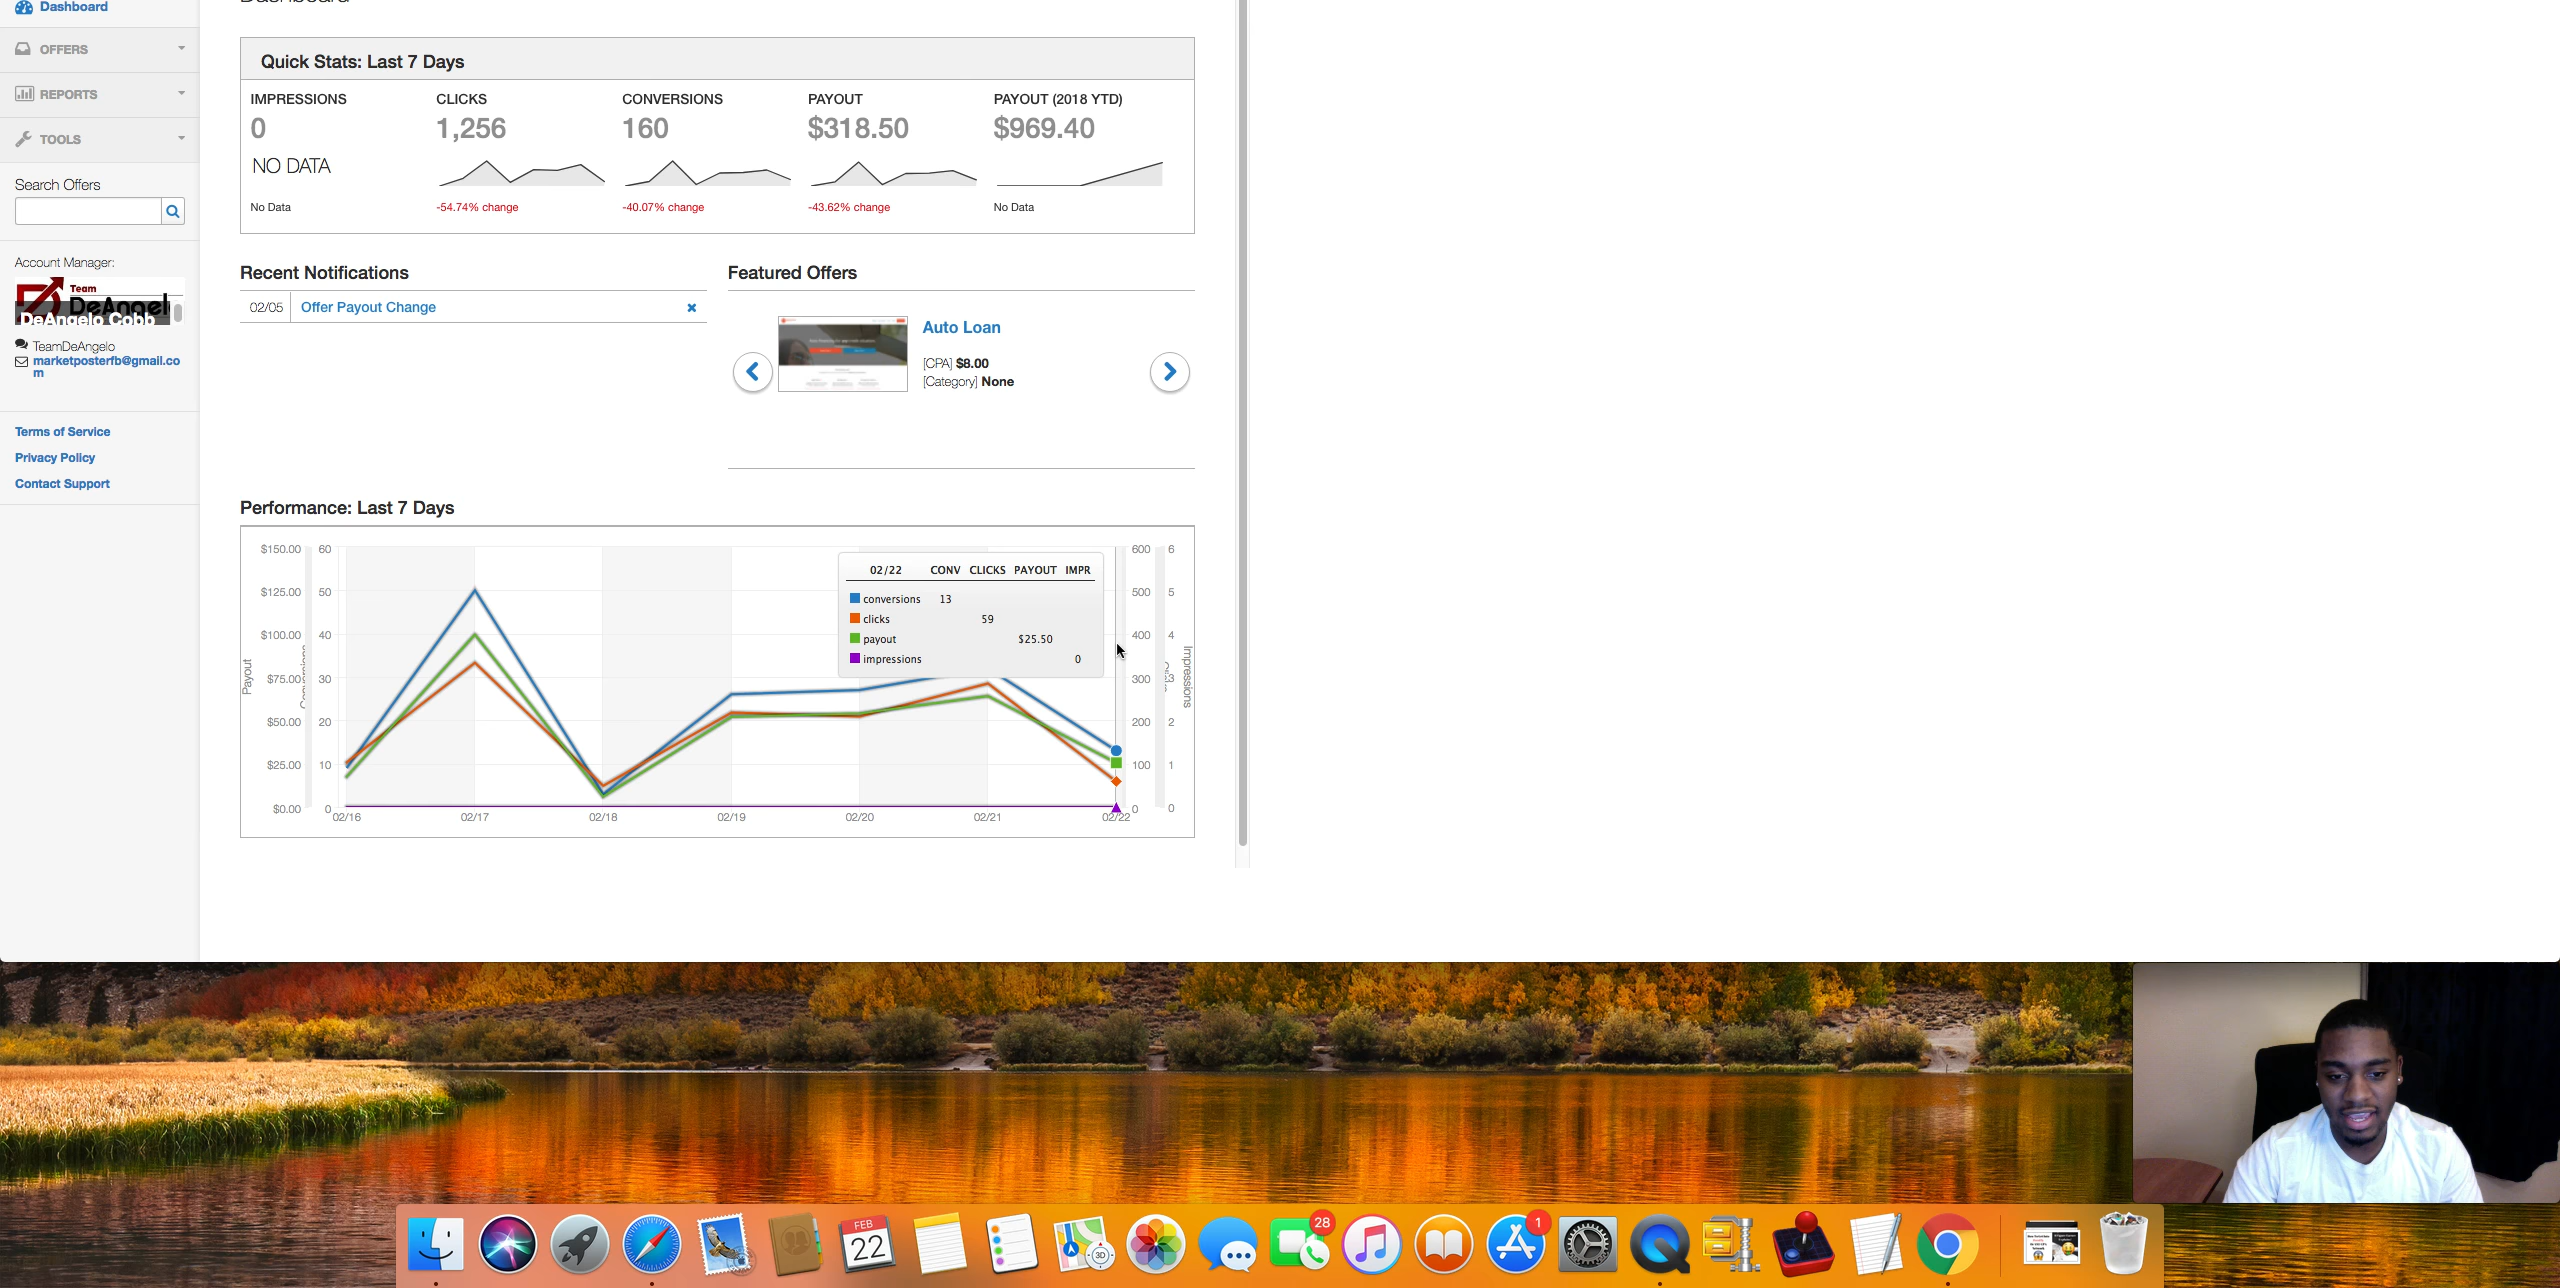 Dashboard
Dashboard
OFFERS
REPORTS
TOOLS
Search Offers
Account Manager:
Team
DeAngelo Cobb
TeamDeAngelo
marketposterfb@gmail.co
m
Terms of Service
Privacy Policy
Contact Support
Quick Stats: Last 7 Days
IMPRESSIONS CLICKS CONVERSIONS PAYOUT PAYOUT (2018 YTD)
0 1,256 160 $318.50 $969.40
NO DATA
No Data -54.74% change -40.07% change -43.62% change No Data
Recent Notifications
02/05 Offer Payout Change
Featured Offers
Auto Loan
[CPA] $8.00
[Category] None
Performance: Last 7 Days
$150.00 60 600 6
$125.00 50 500 5
$100.00 40 400 4
$75.00 30 300 3
$50.00 20 200 2
$25.00 10 100 1
$0.00 0 0 0
Payout
Conversions
Impressions
02/22 CONV CLICKS PAYOUT IMPR
conversions 13
clicks 59
payout $25.50
impressions 0
02/16 02/17 02/18 02/19 02/20 02/21 02/22
FEB
22
3D
28
1